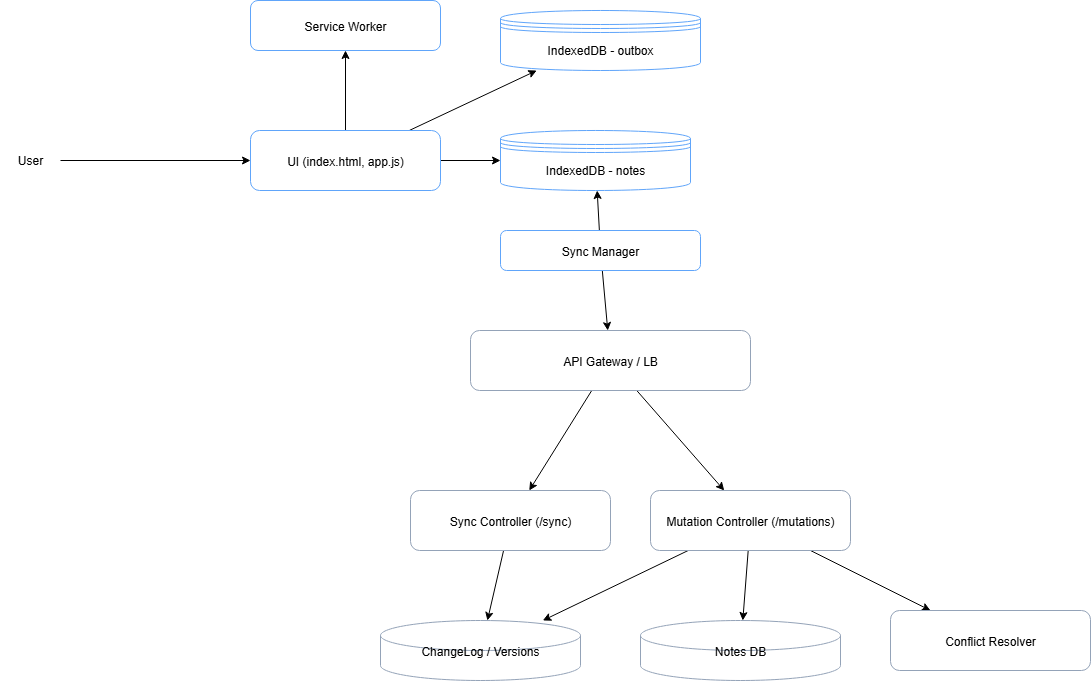 Service Worker
IndexedDB - outbox
User
UI (index.html, app.js)
IndexedDB - notes
Sync Manager
API Gateway / LB
Sync Controller (/sync)
Mutation Controller (/mutations)
ChangeLog / Versions
Notes DB
Conflict Resolver